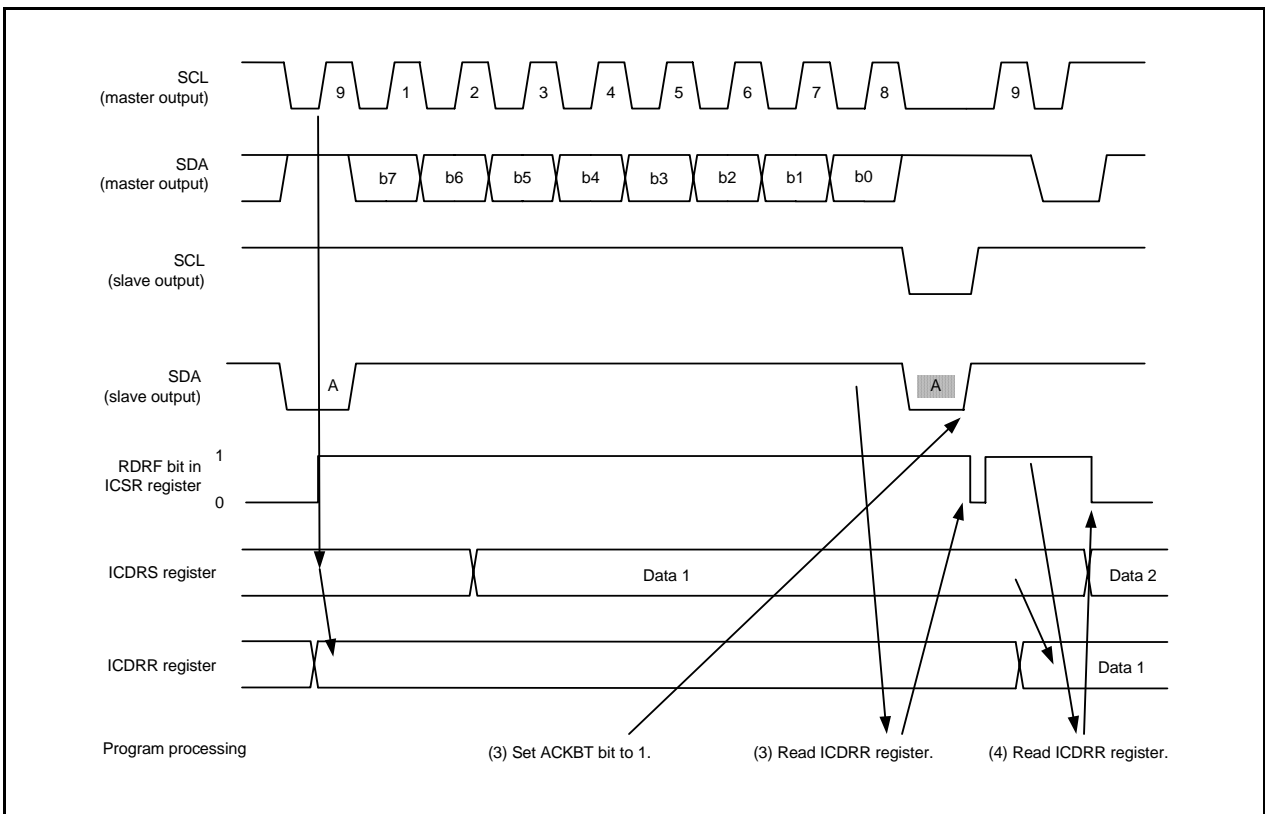 SCL
(master output)
9 1 2 3 4 5 6 7 8 9
SDA
(master output)
b7 b6 b5 b4 b3 b2 b1 b0
SCL
(slave output)
SDA
(slave output)
A A
RDRF bit in
ICSR register
1
0
ICDRS register
Data 1 Data 2
ICDRR register
Data 1
Program processing
(3) Set ACKBT bit to 1. (3) Read ICDRR register. (4) Read ICDRR register.